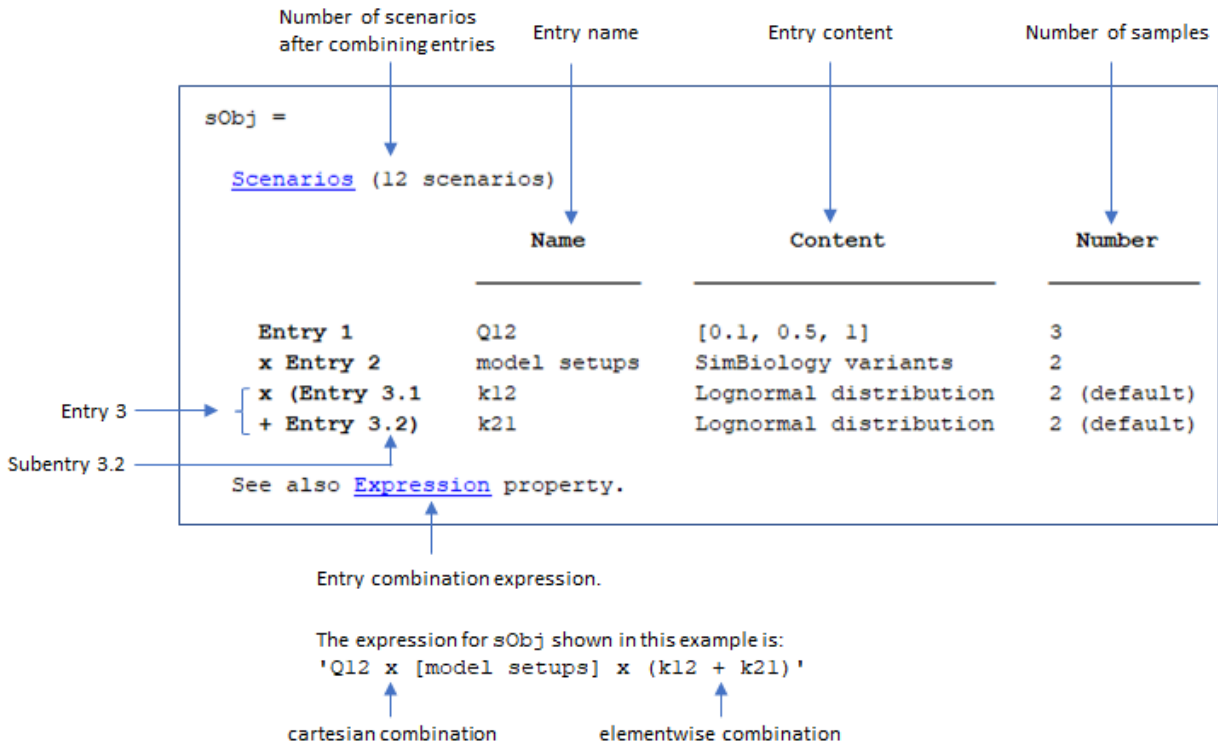 Number of scenarios
after combining entries
Entry name
Entry content
Number of samples
sObj =
Scenarios (12 scenarios)
Name Content Number
Entry 1 Q12 [0.1, 0.5, 1] 3
x Entry 2 model setups SimBiology variants 2
x (Entry 3.1 k12 Lognormal distribution 2 (default)
+ Entry 3.2) k21 Lognormal distribution 2 (default)
Entry 3
Subentry 3.2
See also Expression property.
Entry combination expression.
The expression for sObj shown in this example is:
'Q12 x [model setups] x (k12 + k21)'
cartesian combination
elementwise combination